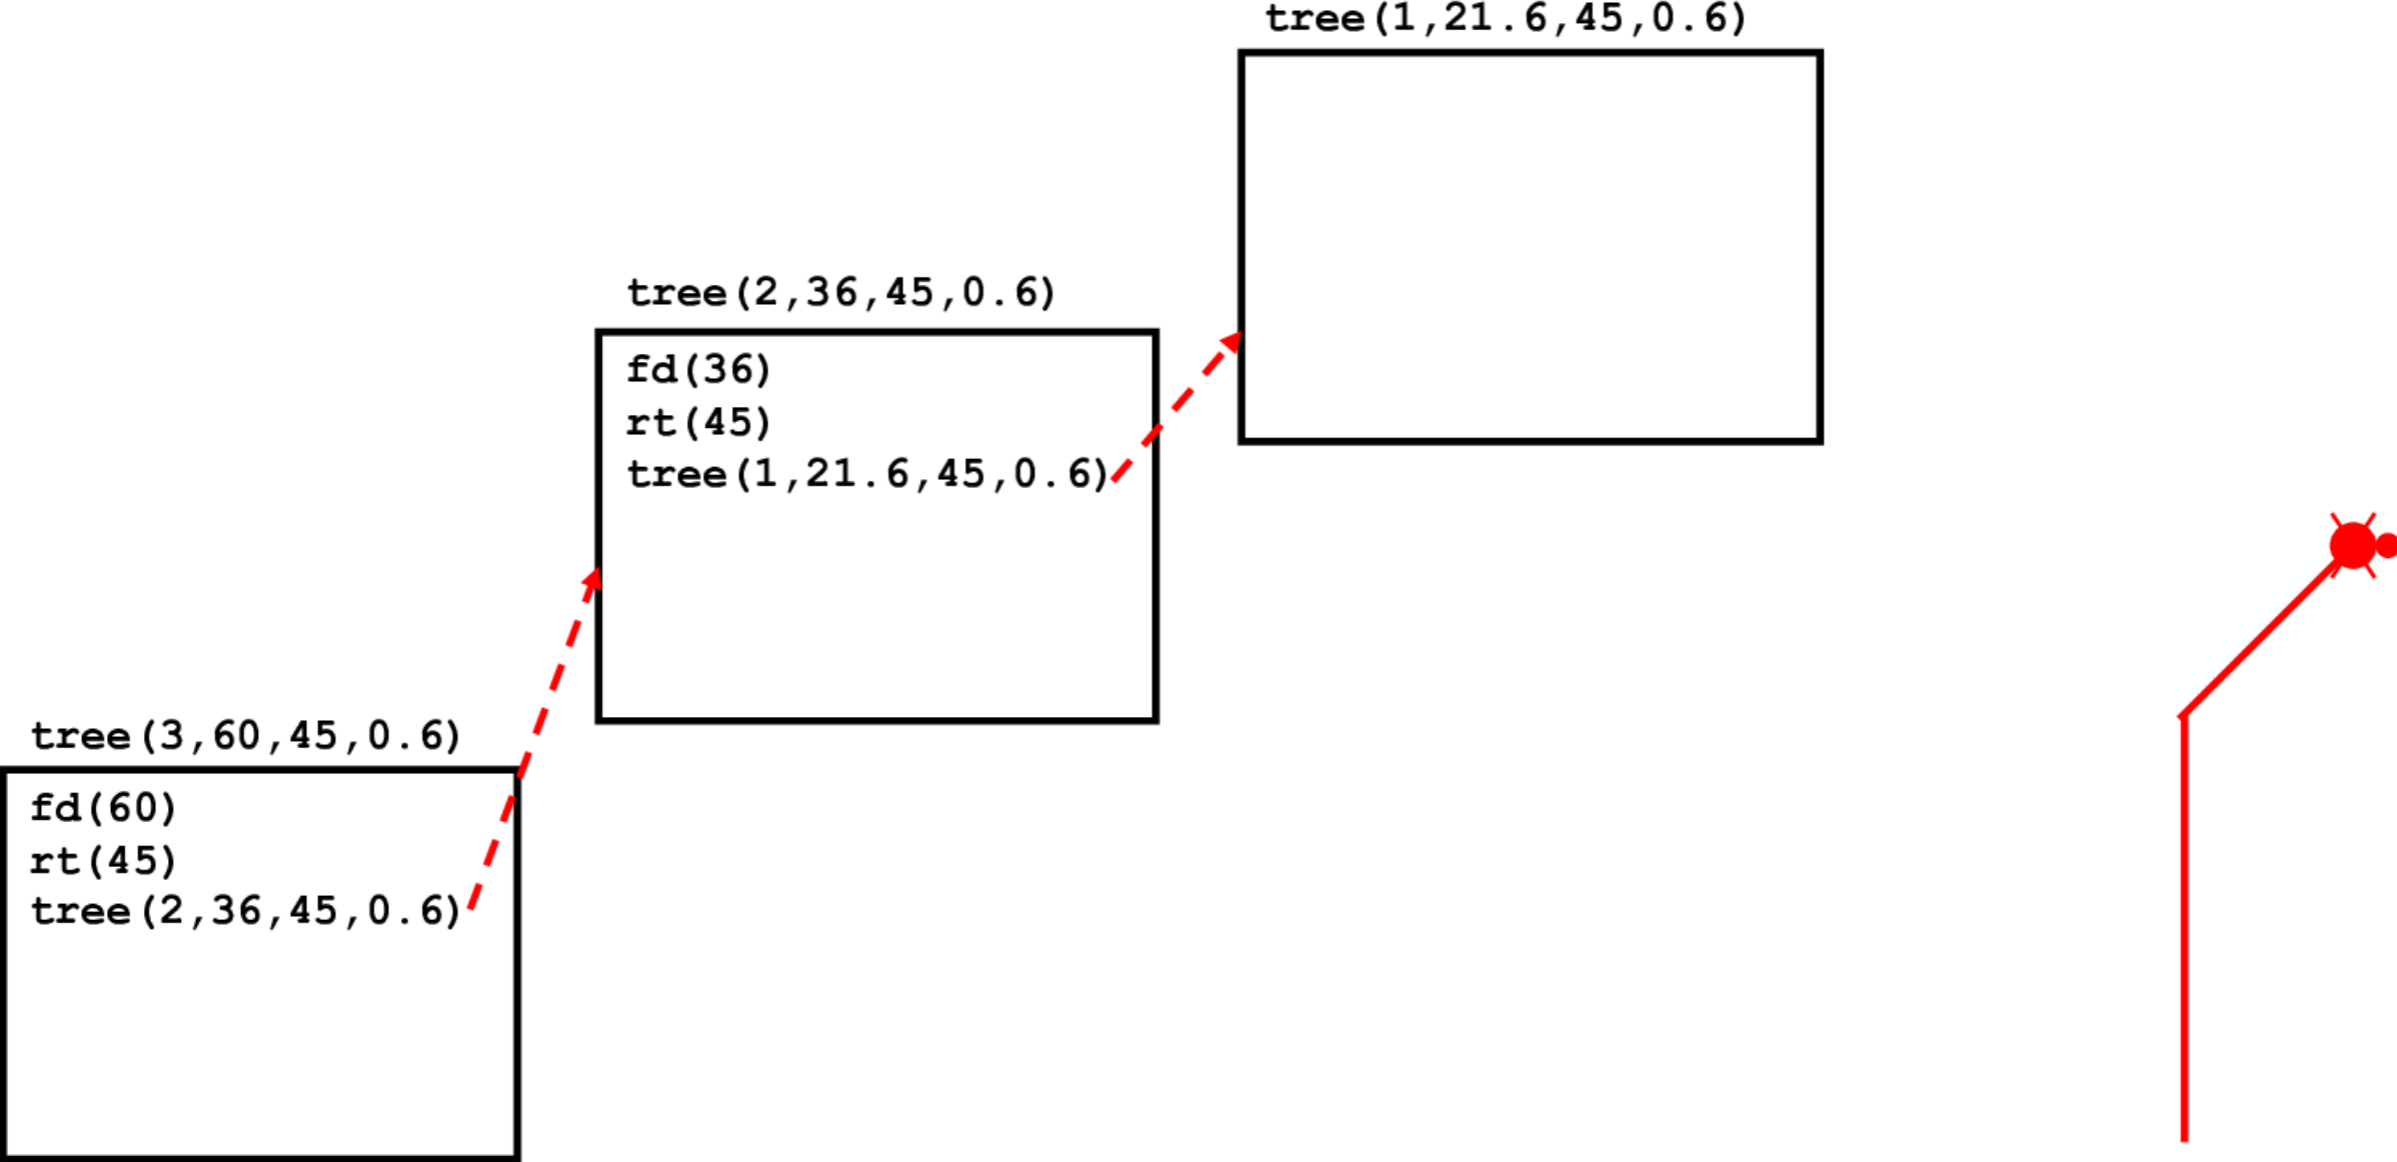 tree(1,21.6,45,0.6)
tree(2,36,45,0.6)
fd(36)
rt(45)
tree(1,21.6,45,0.6)
tree(3,60,45,0.6)
fd(60)
rt(45)
tree(2,36,45,0.6)